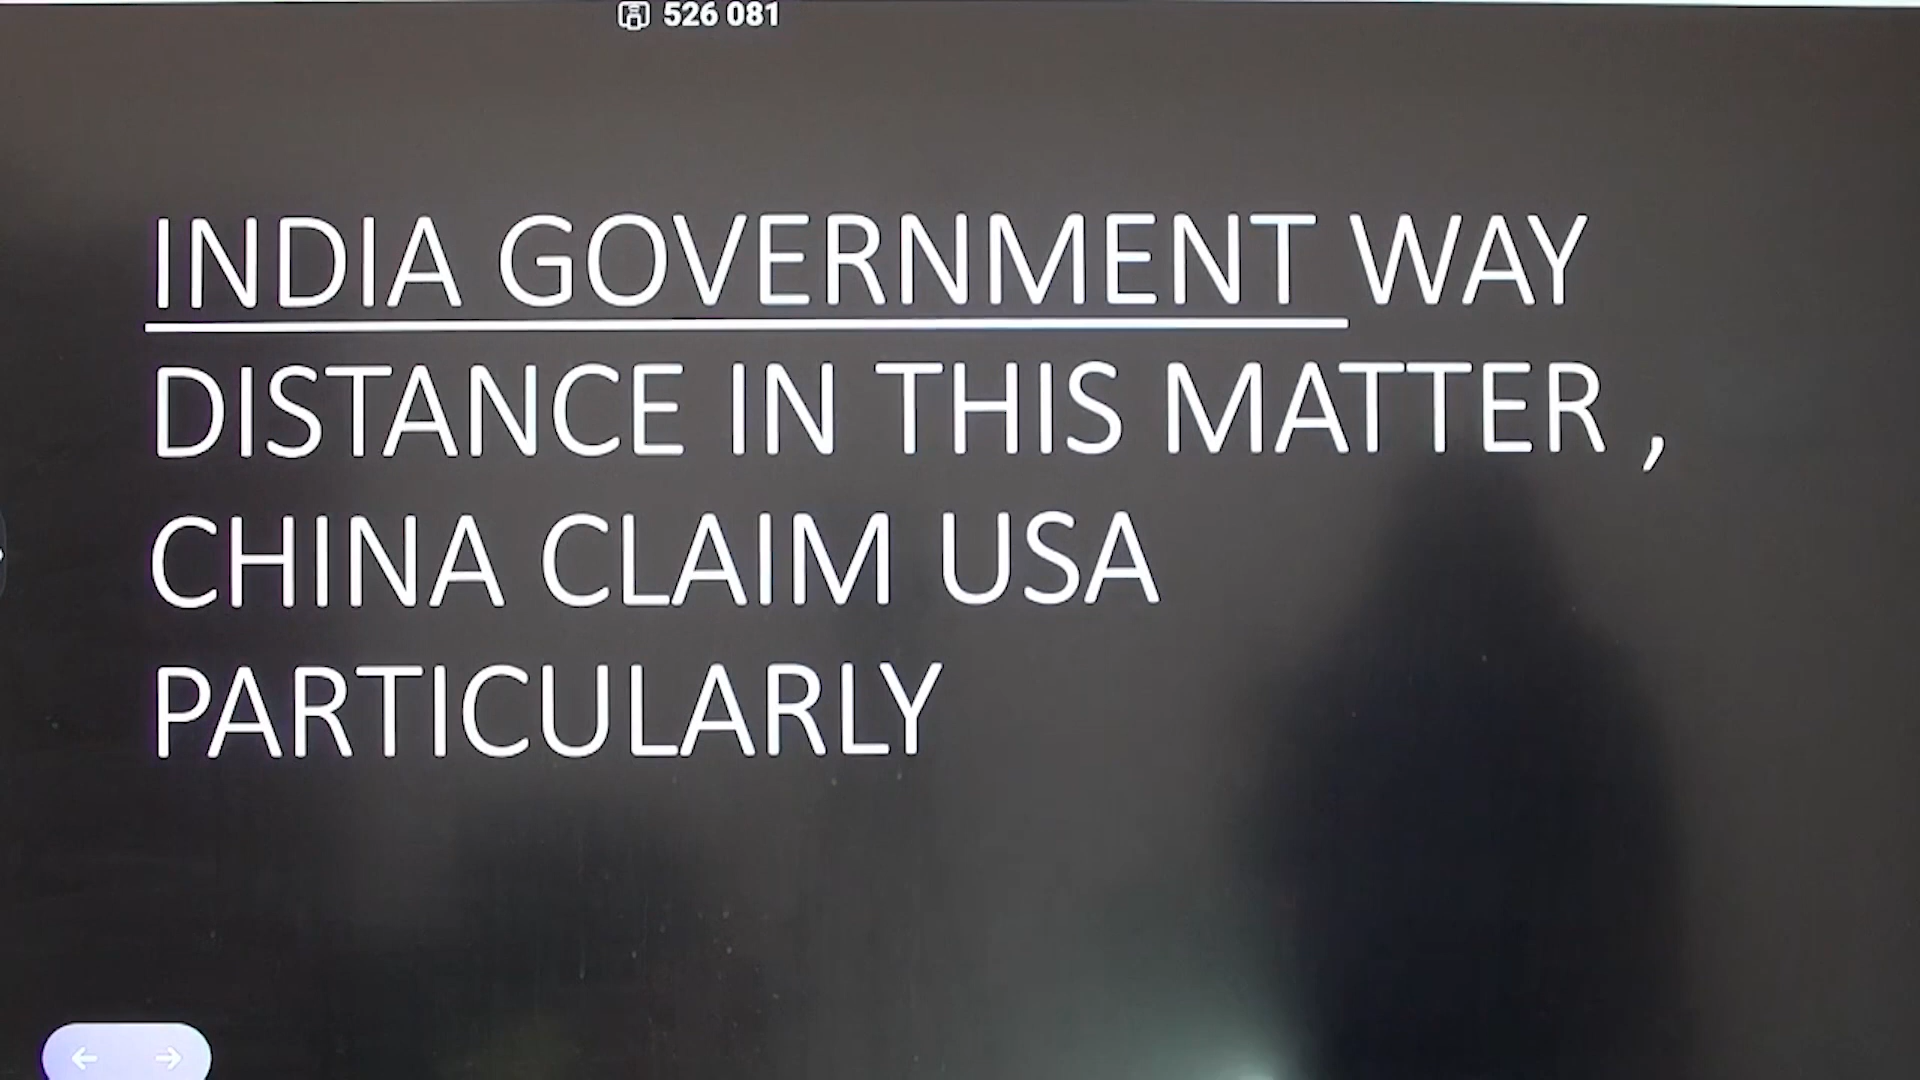 526 081
INDIA GOVERNMENT WAY
DISTANCE IN THIS MATTER ,
CHINA CLAIM USA
PARTICULARLY